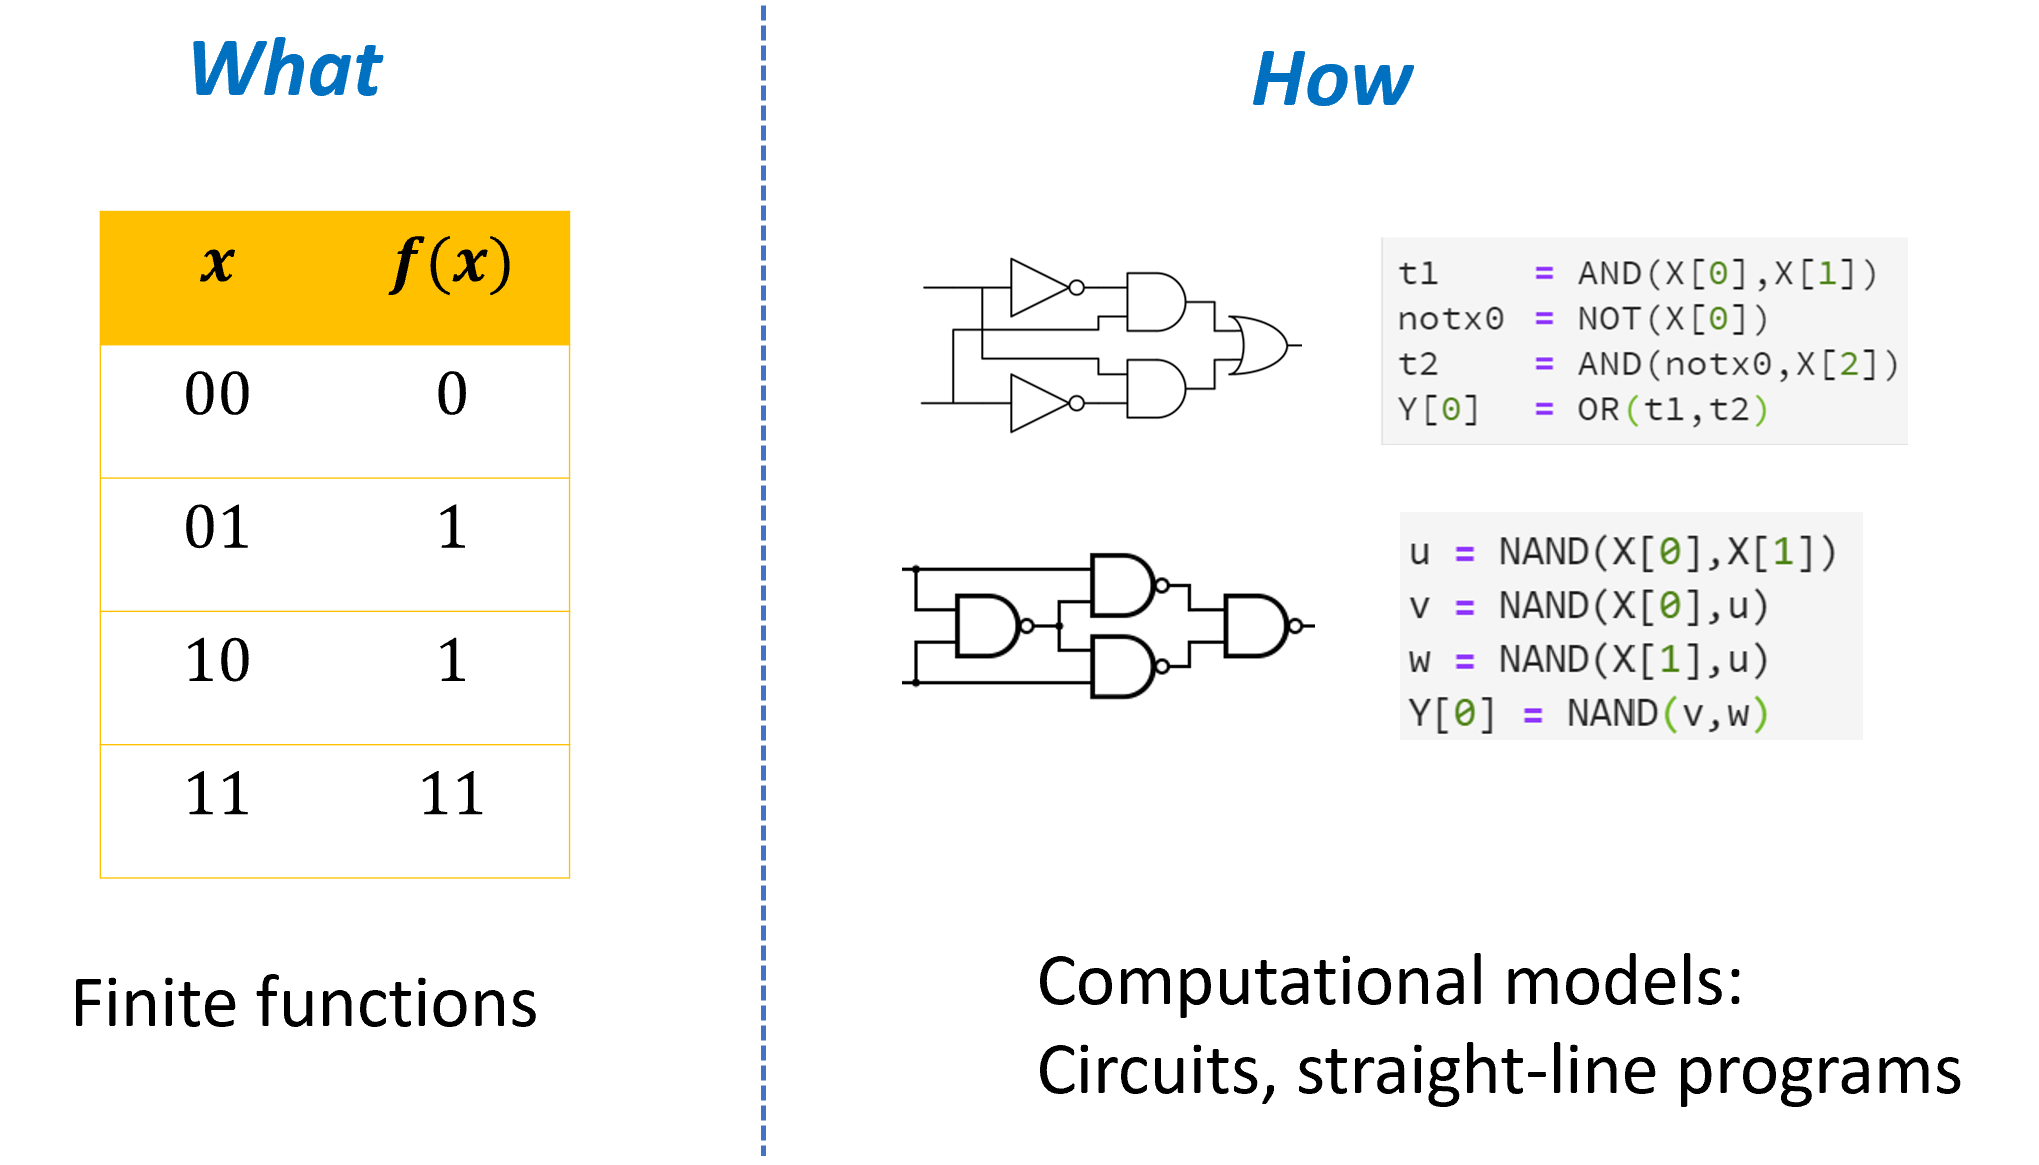 What
x f(x)
00 0
01 1
10 1
11 11
Finite functions
How
t1 = AND(X[0],X[1])
notx0 = NOT(X[0])
t2 = AND(notx0,X[2])
Y[0] = OR(t1,t2)
u = NAND(X[0],X[1])
v = NAND(X[0],u)
w = NAND(X[1],u)
Y[0] = NAND(v,w)
Computational models:
Circuits, straight-line programs